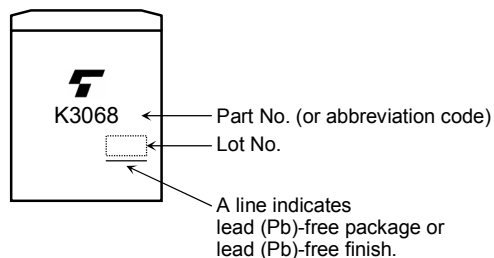 K3068
Part No. (or abbreviation code)
Lot No.
A line indicates
lead (Pb)-free package or
lead (Pb)-free finish.